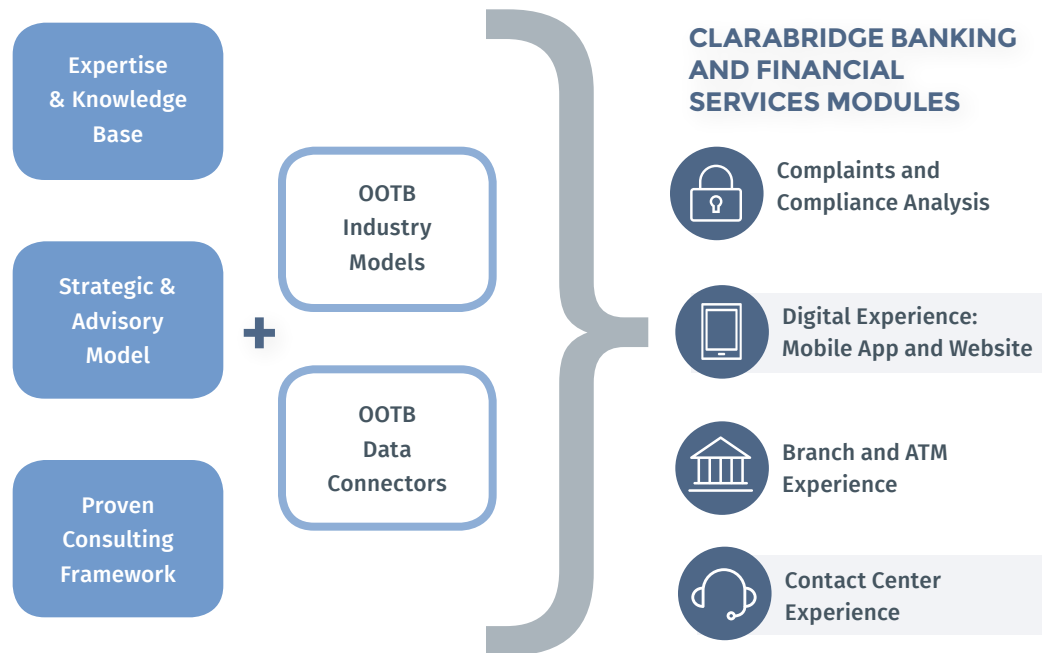 Expertise
& Knowledge
Base
Strategic &
Advisory
Model
Proven
Consulting
Framework
+
OOTB
Industry
Models
OOTB
Data
Connectors
CLARABRIDGE BANKING
AND FINANCIAL
SERVICES MODULES
Complaints and
Compliance Analysis
Digital Experience:
Mobile App and Website
Branch and ATM
Experience
Contact Center
Experience